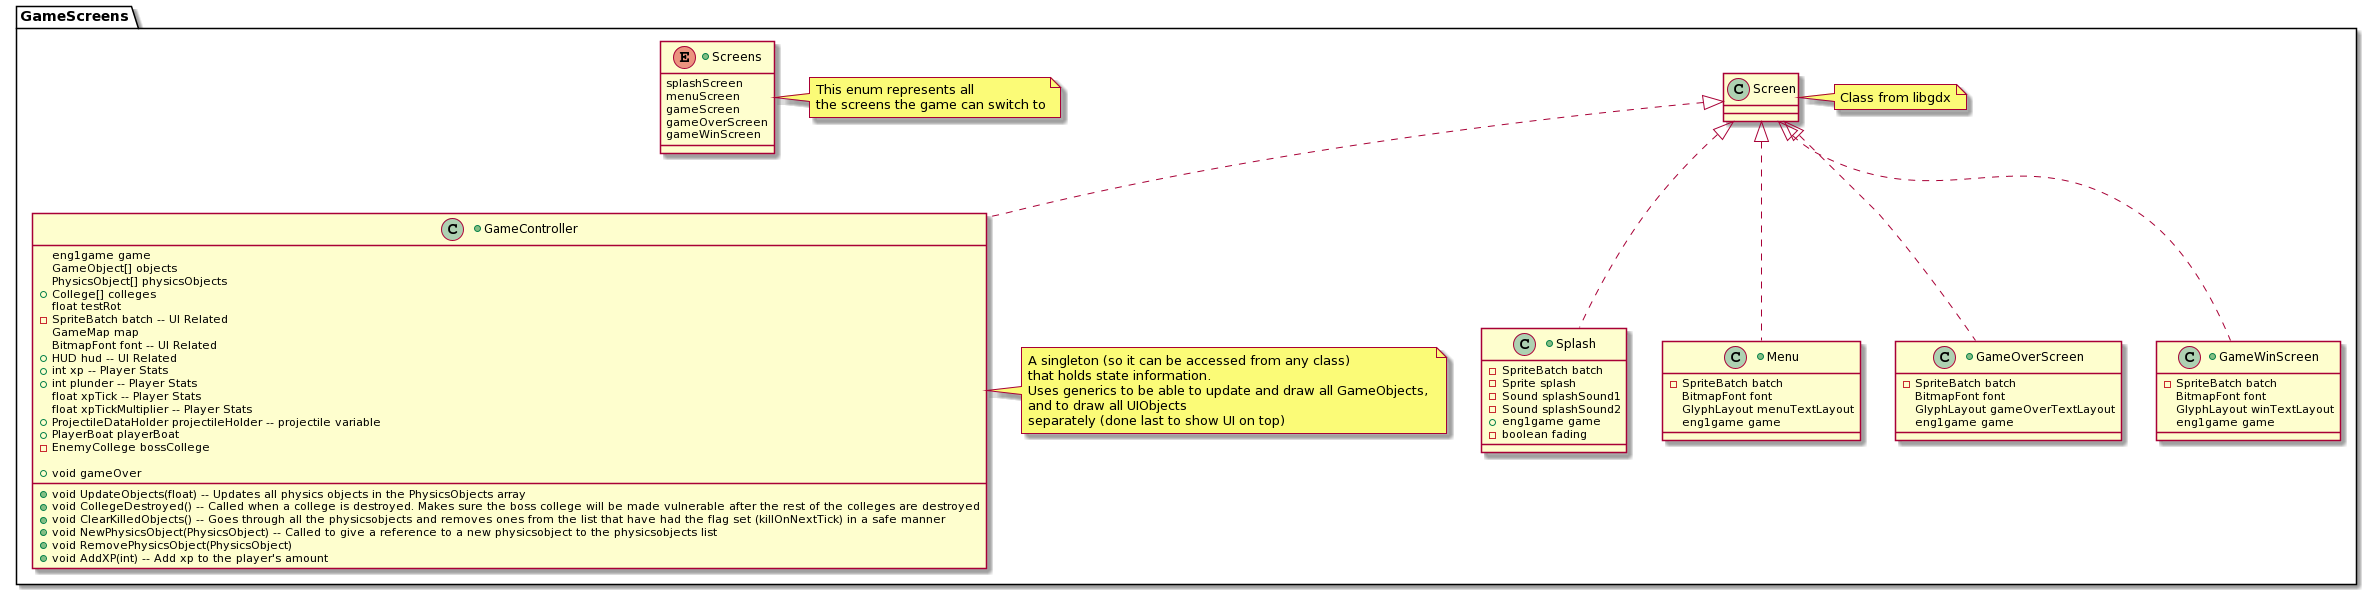 GameScreens
E Screens
splashScreen
menuScreen
gameScreen
gameOverScreen
gameWinScreen
This enum represents all
the screens the game can switch to
C Screen
Class from libgdx
C GameController
eng1game game
GameObject[] objects
PhysicsObject[] physicsObjects
College[] colleges
float testRot
SpriteBatch batch -- UI Related
GameMap map
BitmapFont font -- UI Related
HUD hud -- UI Related
int xp -- Player Stats
int plunder -- Player Stats
float xpTick -- Player Stats
float xpTickMultiplier -- Player Stats
ProjectileDataHolder projectileHolder -- projectile variable
PlayerBoat playerBoat
EnemyCollege bossCollege
void gameOver
void UpdateObjects(float) -- Updates all physics objects in the PhysicsObjects array
void CollegeDestroyed() -- Called when a college is destroyed. Makes sure the boss college will be made vulnerable after the rest of the colleges are destroyed
void ClearKilledObjects() -- Goes through all the physicsobjects and removes ones from the list that have had the flag set (killOnNextTick) in a safe manner
void NewPhysicsObject(PhysicsObject) -- Called to give a reference to a new physicsobject to the physicsobjects list
void RemovePhysicsObject(PhysicsObject)
void AddXP(int) -- Add xp to the player's amount
A singleton (so it can be accessed from any class)
that holds state information.
Uses generics to be able to update and draw all GameObjects,
and to draw all UIObjects
separately (done last to show UI on top)
C Splash
SpriteBatch batch
Sprite splash
Sound splashSound1
Sound splashSound2
eng1game game
boolean fading
C Menu
SpriteBatch batch
BitmapFont font
GlyphLayout menuTextLayout
eng1game game
C GameOverScreen
SpriteBatch batch
BitmapFont font
GlyphLayout gameOverTextLayout
eng1game game
C GameWinScreen
SpriteBatch batch
BitmapFont font
GlyphLayout winTextLayout
eng1game game